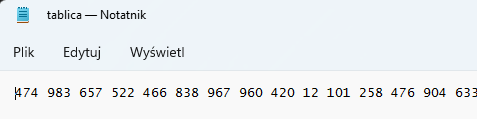 tablica — Notatnik
Plik Edytuj Wyświetl
474 983 657 522 466 838 967 960 420 12 101 258 476 904 633